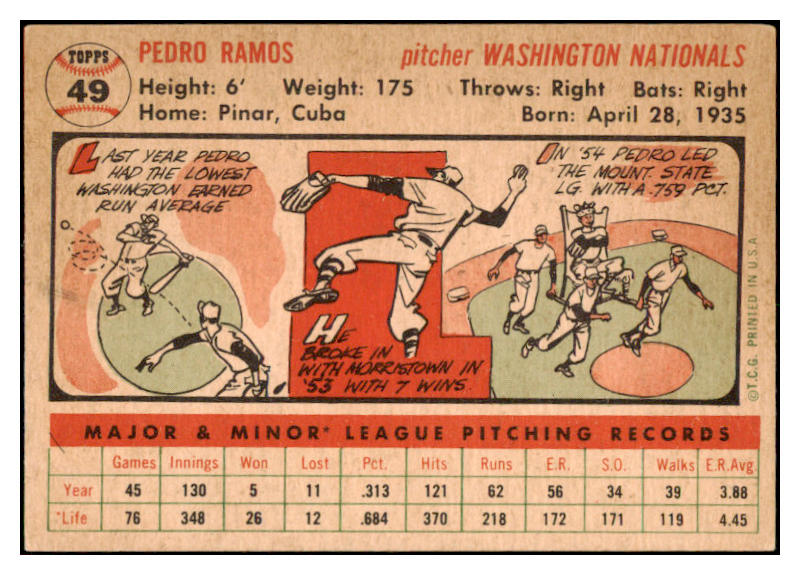 TOPPS
49
PEDRO RAMOS
pitcher WASHINGTON NATIONALS
Height: 6' Weight: 175 Throws: Right Bats: Right
Home: Pinar, Cuba Born: April 28, 1935
LAST YEAR PEDRO
HAD THE LOWEST
WASHINGTON EARNED
RUN AVERAGE
HE
BROKE IN
WITH MORRISTOWN IN
'53 WITH 7 WINS.
IN '54 PEDRO LED
THE MOUNT. STATE
LG. WITH A .759 PCT.
©T.C.G. PRINTED IN U.S.A.
MAJOR & MINOR* LEAGUE PITCHING RECORDS
Games Innings Won Lost Pct. Hits Runs E.R. S.O. Walks E.R.Avg.
Year 45 130 5 11 .313 121 62 56 34 39 3.88
*Life 76 348 26 12 .684 370 218 172 171 119 4.45